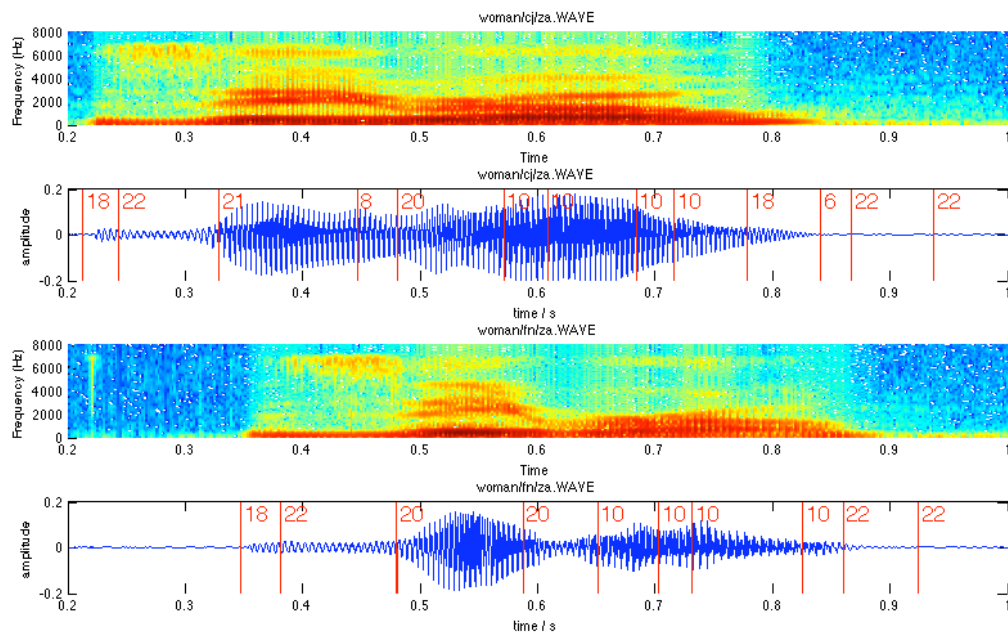 woman/cj/za.WAVE
8000
6000
4000
2000
0
Frequency (Hz)
0.2 0.3 0.4 0.5 0.6 0.7 0.8 0.9 1
Time
woman/cj/za.WAVE
0.2
0
-0.2
amplitude
18 22 21 8 20 10 10 10 10 18 6 22 22
0.2 0.3 0.4 0.5 0.6 0.7 0.8 0.9 1
time / s
woman/fn/za.WAVE
8000
6000
4000
2000
0
Frequency (Hz)
0.2 0.3 0.4 0.5 0.6 0.7 0.8 0.9 1
Time
woman/fn/za.WAVE
0.2
0
-0.2
amplitude
18 22 20 20 10 10 10 10 22 22
0.2 0.3 0.4 0.5 0.6 0.7 0.8 0.9 1
time / s